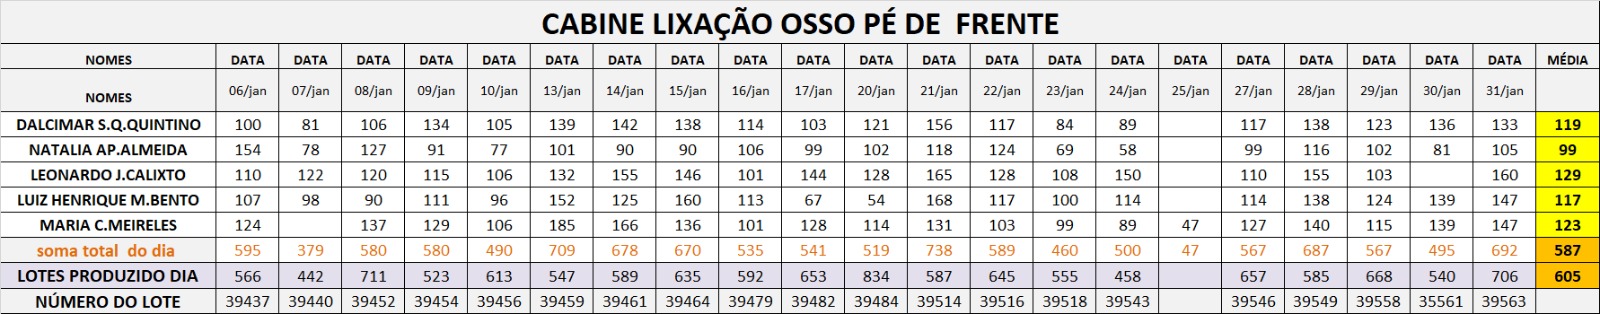 CABINE LIXAÇÃO OSSO PÉ DE FRENTE
NOMES DATA DATA DATA DATA DATA DATA DATA DATA DATA DATA DATA DATA DATA DATA DATA DATA DATA DATA DATA DATA DATA MÉDIA
NOMES 06/jan 07/jan 08/jan 09/jan 10/jan 13/jan 14/jan 15/jan 16/jan 17/jan 20/jan 21/jan 22/jan 23/jan 24/jan 25/jan 27/jan 28/jan 29/jan 30/jan 31/jan
DALCIMAR S.Q.QUINTINO 100 81 106 134 105 139 142 138 114 103 121 156 117 84 89 117 138 123 136 133 119
NATALIA AP.ALMEIDA 154 78 127 91 77 101 90 90 106 99 102 118 124 69 58 99 116 102 81 105 99
LEONARDO J.CALIXTO 110 122 120 115 106 132 155 146 101 144 128 165 128 108 150 110 155 103 160 129
LUIZ HENRIQUE M.BENTO 107 98 90 111 96 152 125 160 113 67 54 168 117 100 114 114 138 124 139 147 117
MARIA C.MEIRELES 124 137 129 106 185 166 136 101 128 114 131 103 99 89 47 127 140 115 139 147 123
soma total do dia 595 379 580 580 490 709 678 670 535 541 519 738 589 460 500 47 567 687 567 495 692 587
LOTES PRODUZIDO DIA 566 442 711 523 613 547 589 635 592 653 834 587 645 555 458 657 585 668 540 706 605
NÚMERO DO LOTE 39437 39440 39452 39454 39456 39459 39461 39464 39479 39482 39484 39514 39516 39518 39543 39546 39549 39558 35561 39563